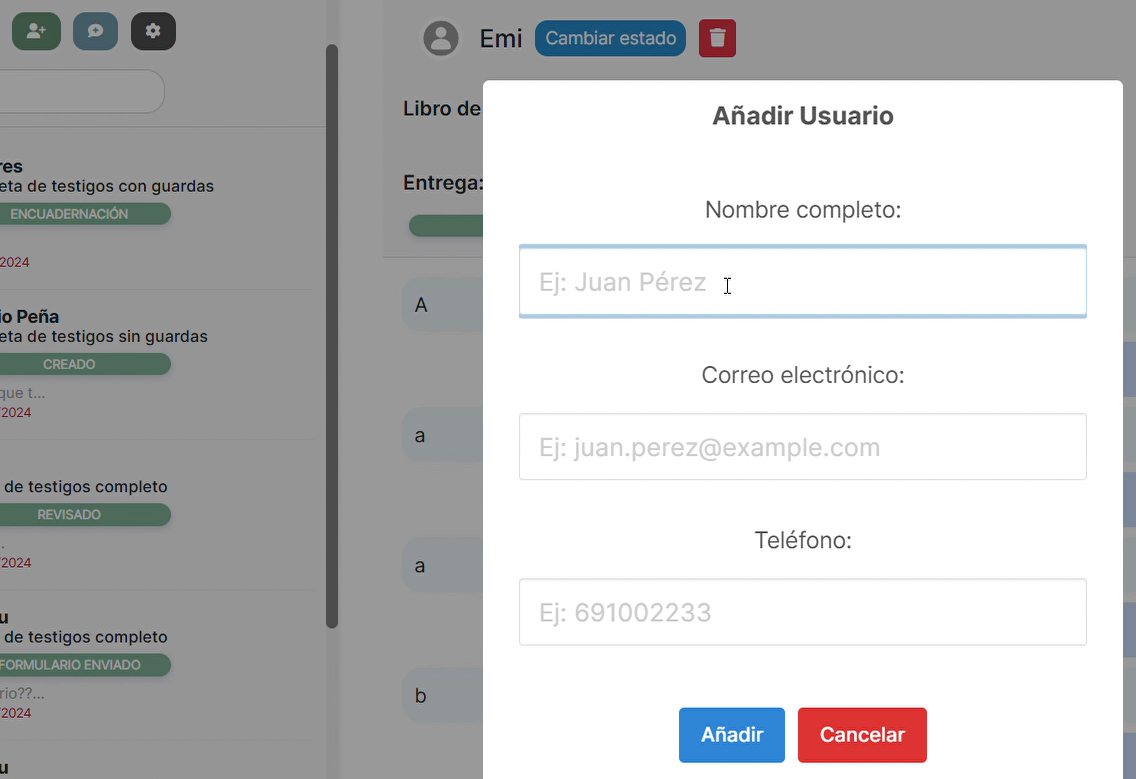 Emi
Cambiar estado
Libro de
Entrega:
A
a
a
b
res
eta de testigos con guardas
ENCUADERNACIÓN
2024
io Peña
eta de testigos sin guardas
CREADO
que t...
/2024
de testigos completo
REVISADO
.
/2024
u
de testigos completo
FORMULARIO ENVIADO
rio??...
/2024
u
Añadir Usuario
Nombre completo:
Ej: Juan Pérez
Correo electrónico:
Ej: juan.perez@example.com
Teléfono:
Ej: 691002233
Añadir
Cancelar